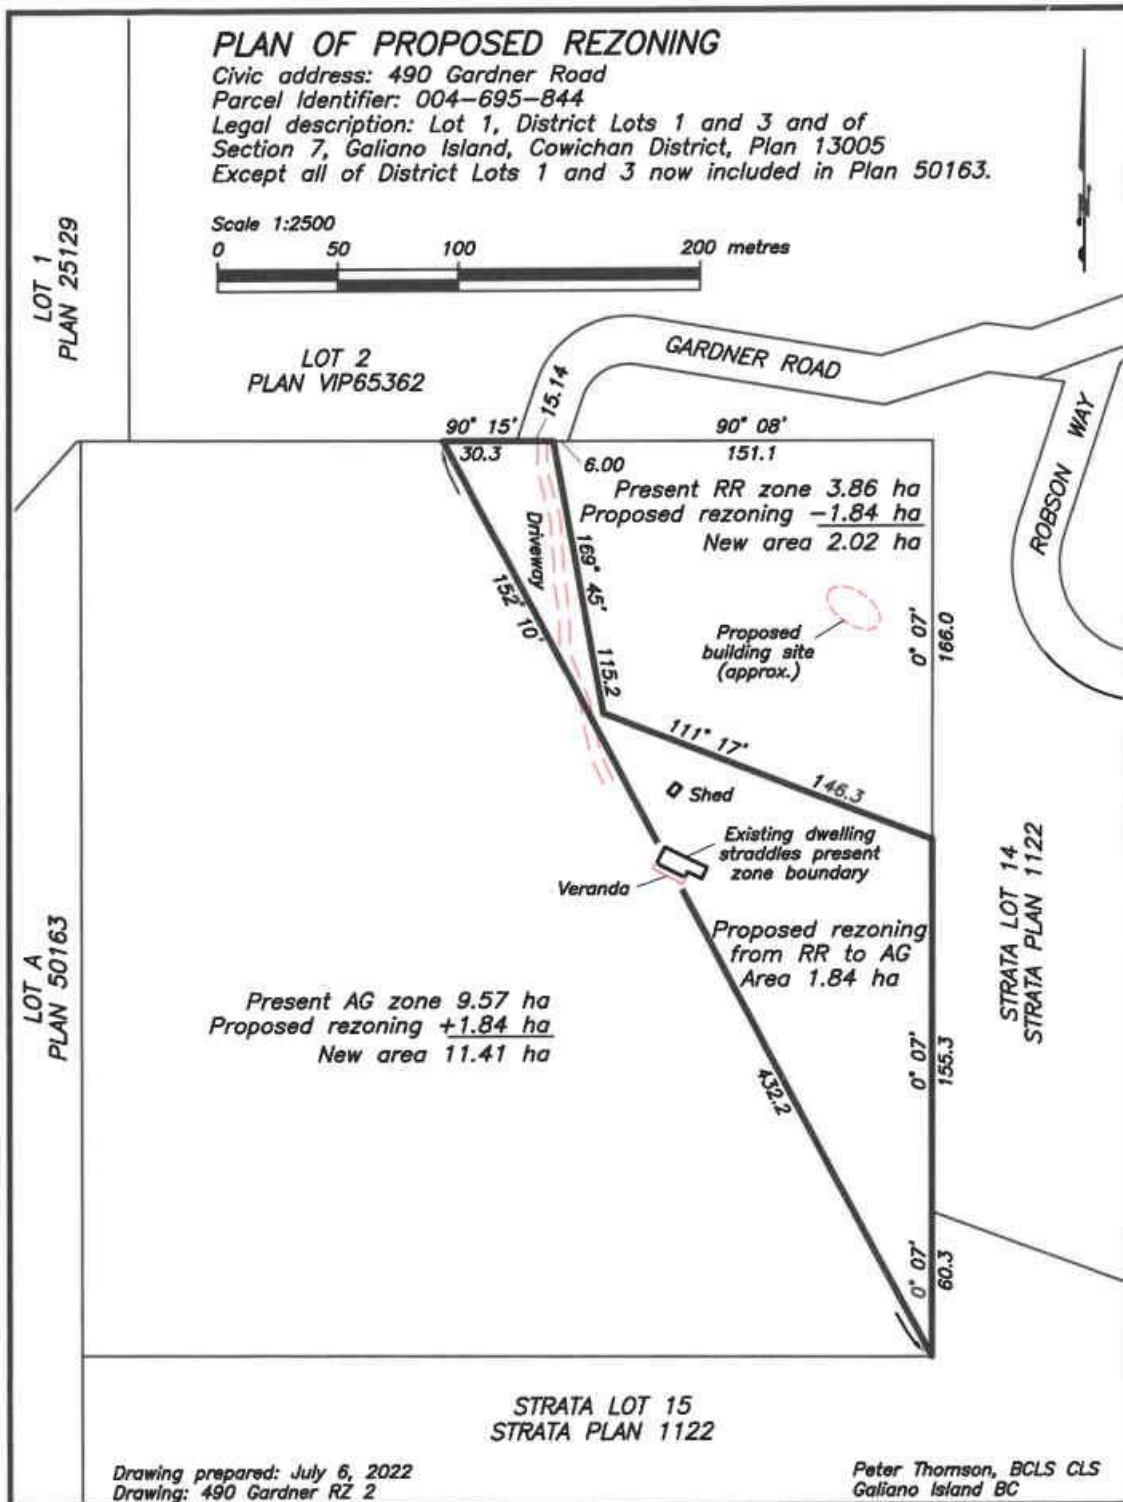 PLAN OF PROPOSED REZONING
Civic address: 490 Gardner Road
Parcel Identifier: 004-695-844
Legal description: Lot 1, District Lots 1 and 3 and of
Section 7, Galiano Island, Cowichan District, Plan 13005
Except all of District Lots 1 and 3 now included in Plan 50163.
Scale 1:2500
0 50 100 200 metres
LOT 1
PLAN 25129
LOT 2
PLAN VIP65362
GARDNER ROAD
ROBSON WAY
15.14
90° 15'
30.3
6.00
90° 08'
151.1
Present RR zone 3.86 ha
Proposed rezoning -1.84 ha
New area 2.02 ha
Driveway
169° 45'
115.2
152° 10'
Proposed
building site
(approx.)
0° 07'
166.0
111° 17'
146.3
Shed
Existing dwelling
straddles present
zone boundary
Veranda
Proposed rezoning
from RR to AG
Area 1.84 ha
STRATA LOT 14
STRATA PLAN 1122
LOT A
PLAN 50163
Present AG zone 9.57 ha
Proposed rezoning +1.84 ha
New area 11.41 ha
432.2
0° 07'
155.3
0° 07'
60.3
STRATA LOT 15
STRATA PLAN 1122
Drawing prepared: July 6, 2022
Drawing: 490 Gardner RZ 2
Peter Thomson, BCLS CLS
Galiano Island BC